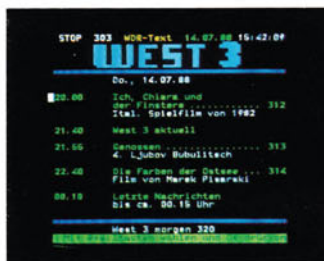 STOP 303 WDR-Text 14.07.88 15:42:09
WEST 3
Do., 14.07.88
20.00 Ich, Chiara und
der Finstere ............ 312
Ital. Spielfilm von 1982
21.40 West 3 aktuell
21.55 Genossen ............ 313
4. Ljubov Bubulitsch
22.40 Die Farben der Ostsee ... 314
Film von Marek Pisarski
00.10 Letzte Nachrichten
bis ca. 00.15 Uhr
West 3 morgen 320